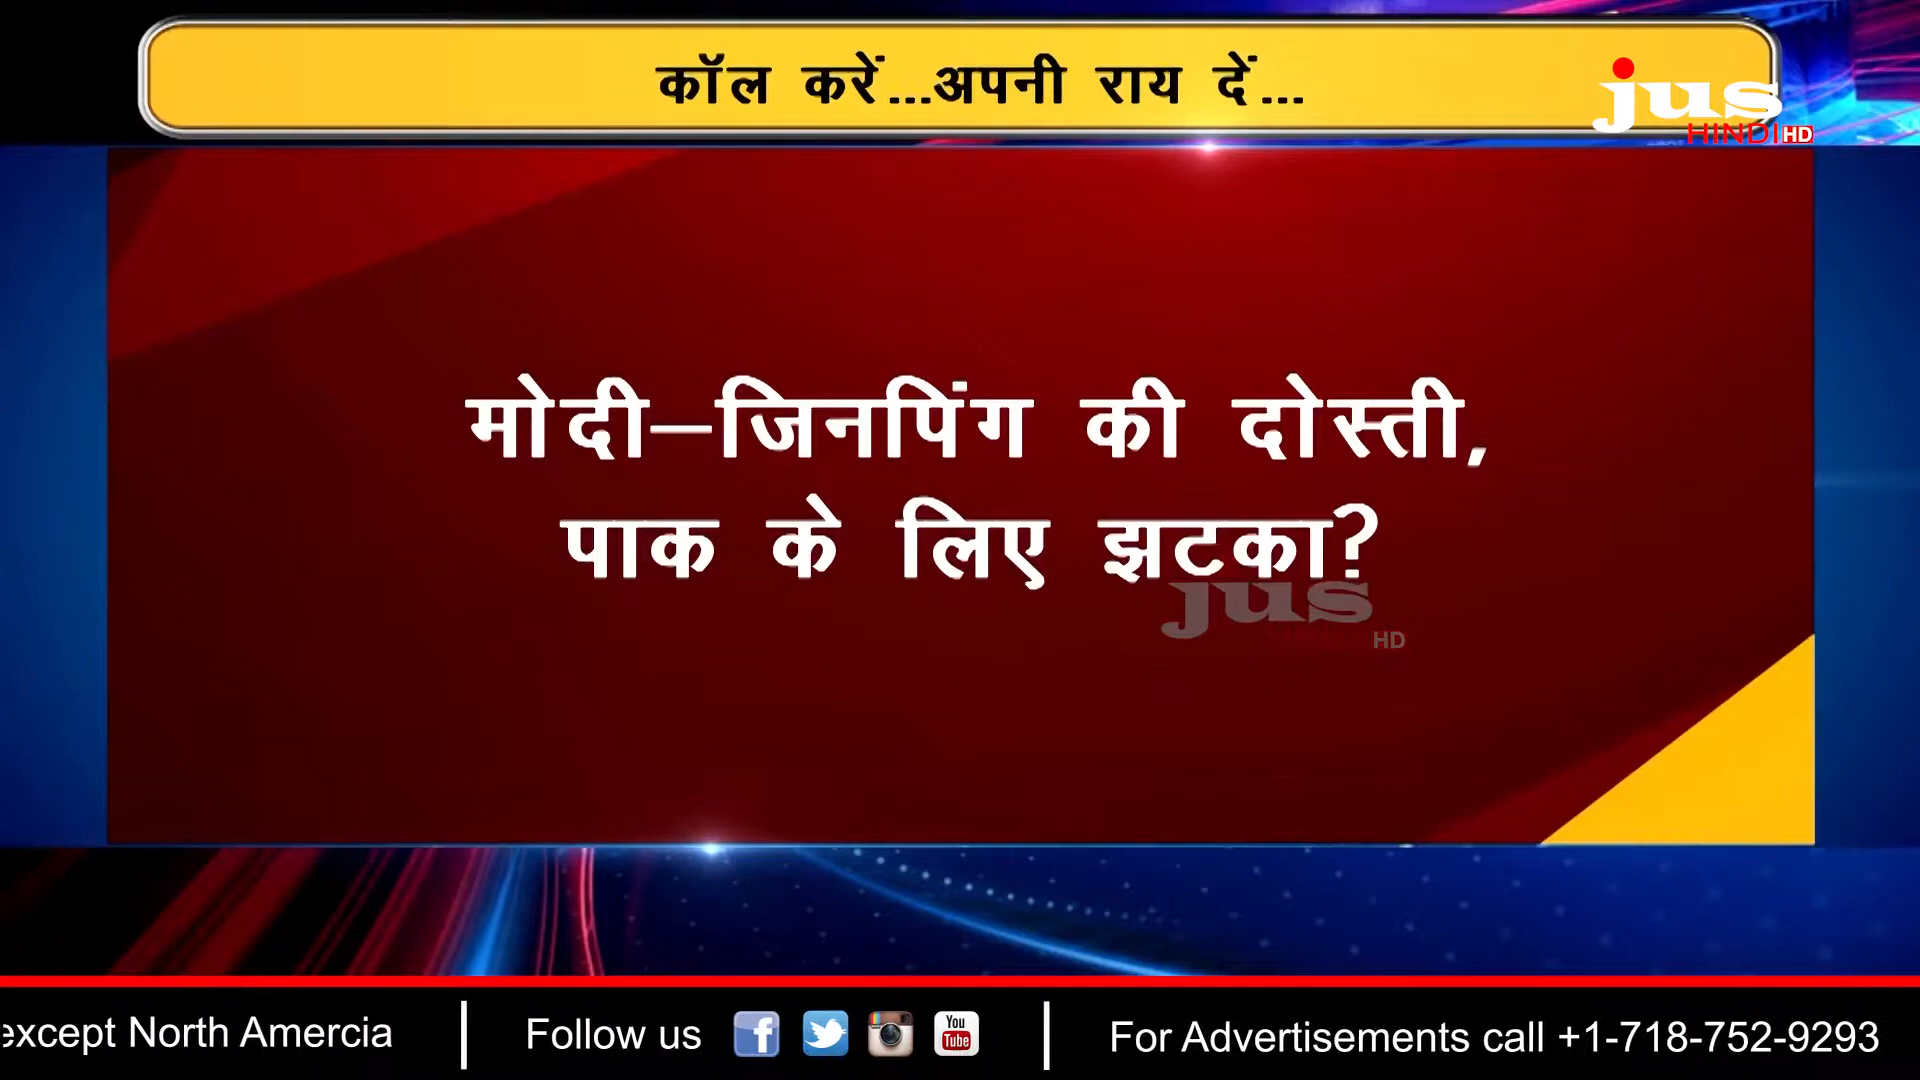 कॉल करें...अपनी राय दें...
jus
HINDI HD
मोदी–जिनपिंग की दोस्ती,
पाक के लिए झटका?
jus
HD
except North Amercia
Follow us
You
Tube
For Advertisements call +1-718-752-9293